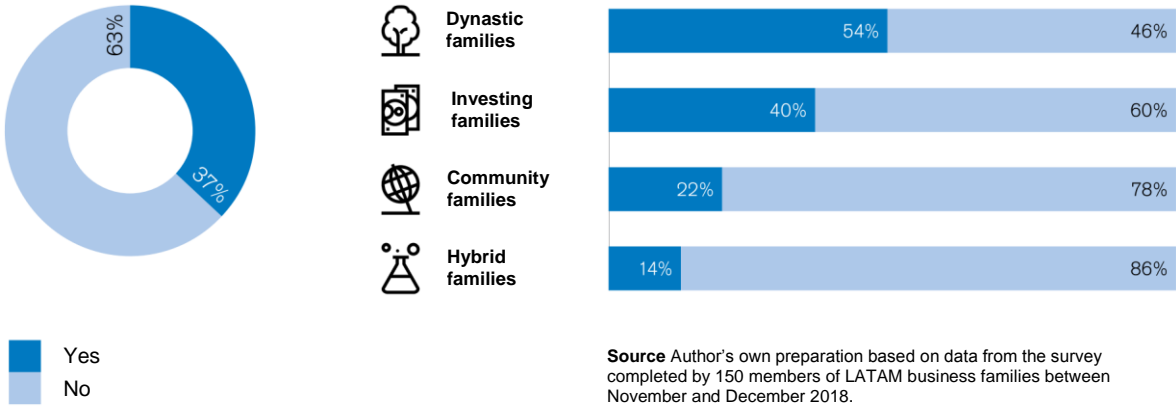 63%
37%
Dynastic
families
54%
46%
Investing
families
40%
60%
Community
families
22%
78%
Hybrid
families
14%
86%
Yes
No
Source Author's own preparation based on data from the survey
completed by 150 members of LATAM business families between
November and December 2018.